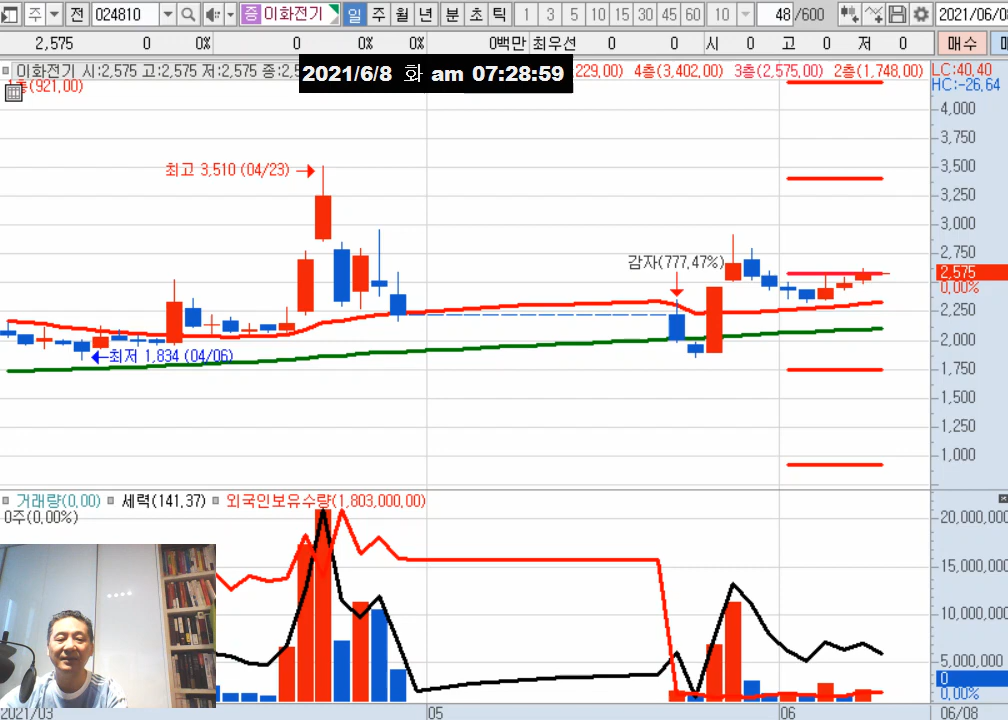 주 전 024810 증 이화전기 일 주 월 년 분 초 틱 1 3 5 10 15 30 45 60 10 48 /600 2021/06/0
2,575 0 0% 0 0% 0% 0백만 최우선 0 0 시 0 고 0 저 0 매수
이화전기 시:2,575 고:2,575 저:2,575 종:2,5
2021/6/8 화 am 07:28:59
229,00) 4층(3,402,00) 3층(2,575,00) 2층(1,748,00)
층(921,00)
LC:40,40
HC:-26,64
4,000
3,750
3,500
3,250
3,000
2,750
2,575
0,00%
2,250
2,000
1,750
1,500
1,250
1,000
최고 3,510 (04/23)
감자(777,47%)
최저 1,834 (04/06)
거래량(0,00) 세력(141,37) 외국인보유수량(1,803,000,00)
0주(0,00%)
20,000,000
15,000,000
10,000,000
5,000,000
0
0,00%
2021/03 05 06 06/08